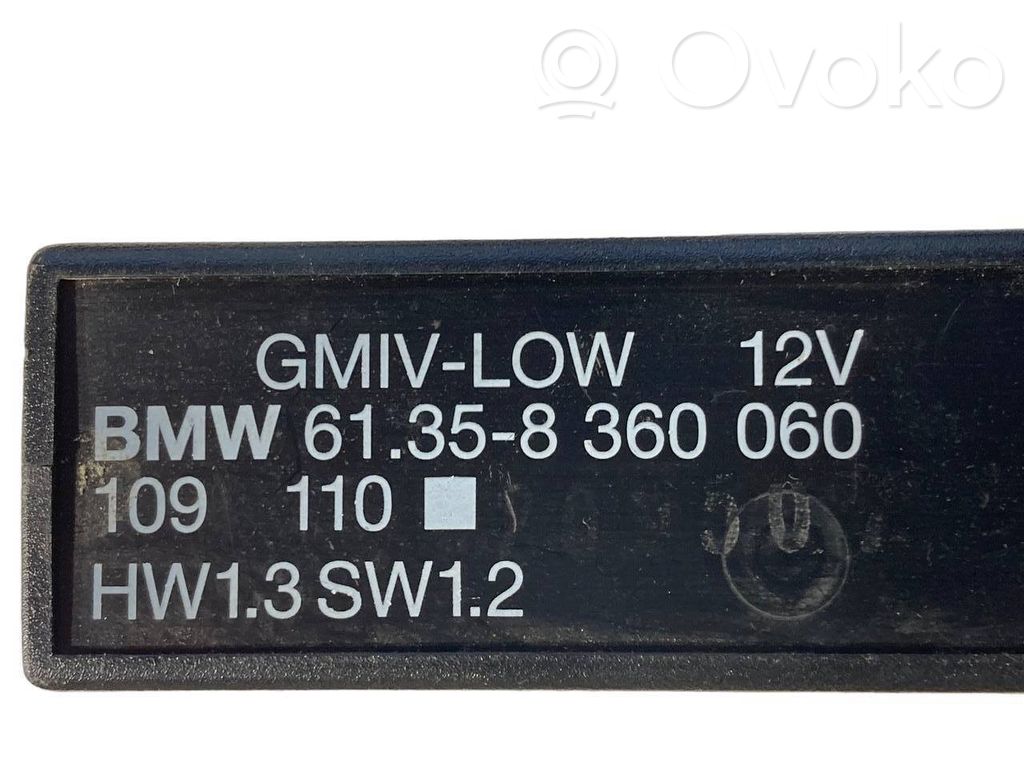 Ovoko
GMIV-LOW 12V
BMW 61.35-8 360 060
109 110
HW1.3 SW1.2